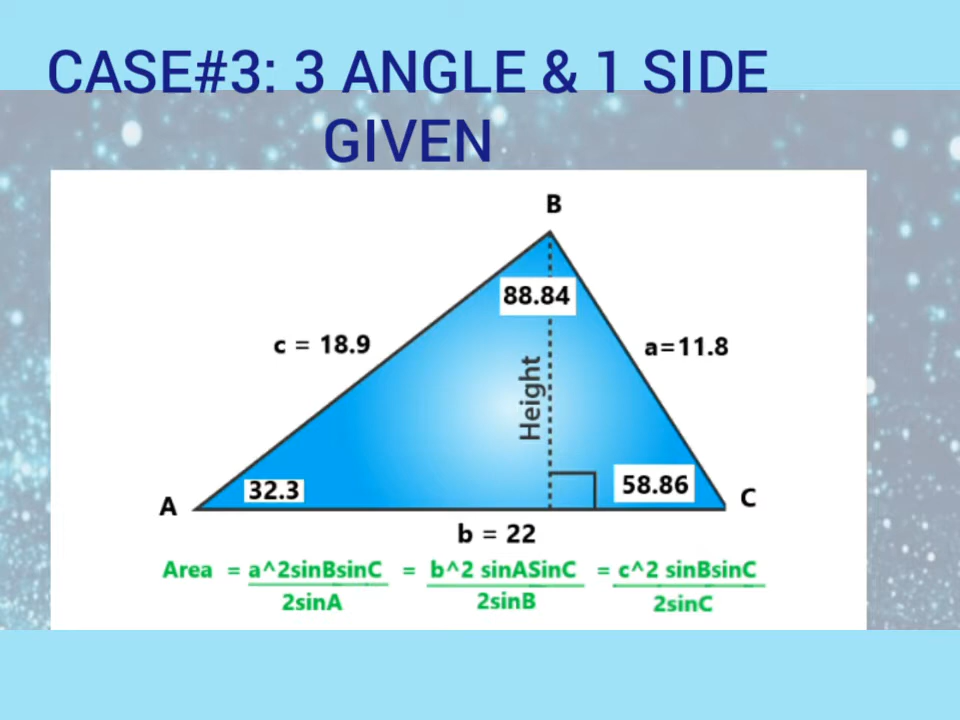 CASE#3: 3 ANGLE & 1 SIDE
GIVEN
B
88.84
c = 18.9
a=11.8
Height
A
32.3
58.86
C
b = 22
Area = a^2sinBsinC = b^2 sinASinC = c^2 sinBsinC
2sinA 2sinB 2sinC